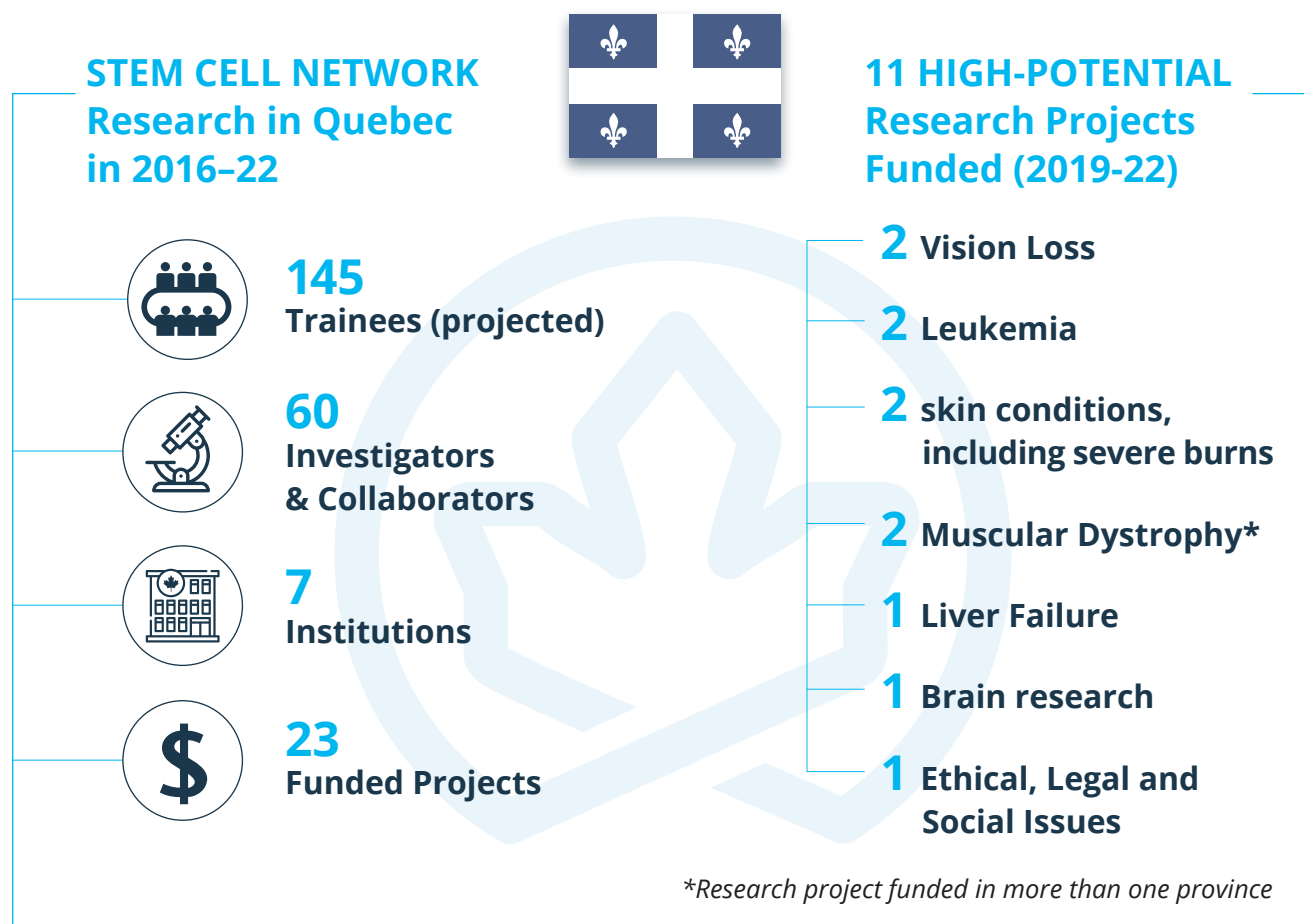 STEM CELL NETWORK
Research in Quebec
in 2016–22
145
Trainees (projected)
60
Investigators
& Collaborators
7
Institutions
23
Funded Projects
11 HIGH-POTENTIAL
Research Projects
Funded (2019-22)
2 Vision Loss
2 Leukemia
2 skin conditions,
including severe burns
2 Muscular Dystrophy*
1 Liver Failure
1 Brain research
1 Ethical, Legal and
Social Issues
*Research project funded in more than one province